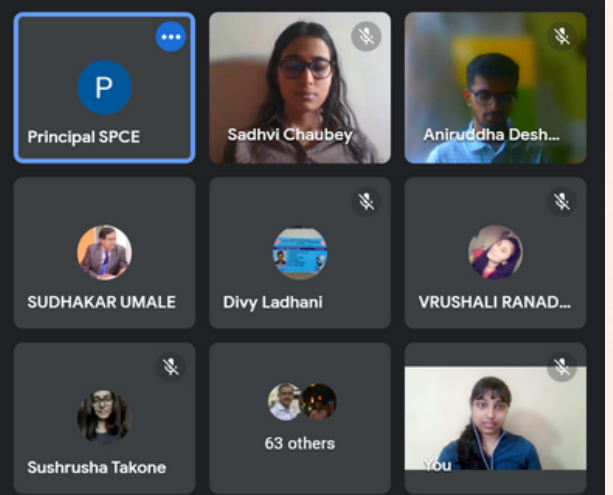 P
Principal SPCE
Sadhvi Chaubey
Aniruddha Desh...
SUDHAKAR UMALE
Divy Ladhani
VRUSHALI RANAD...
Sushrusha Takone
63 others
You